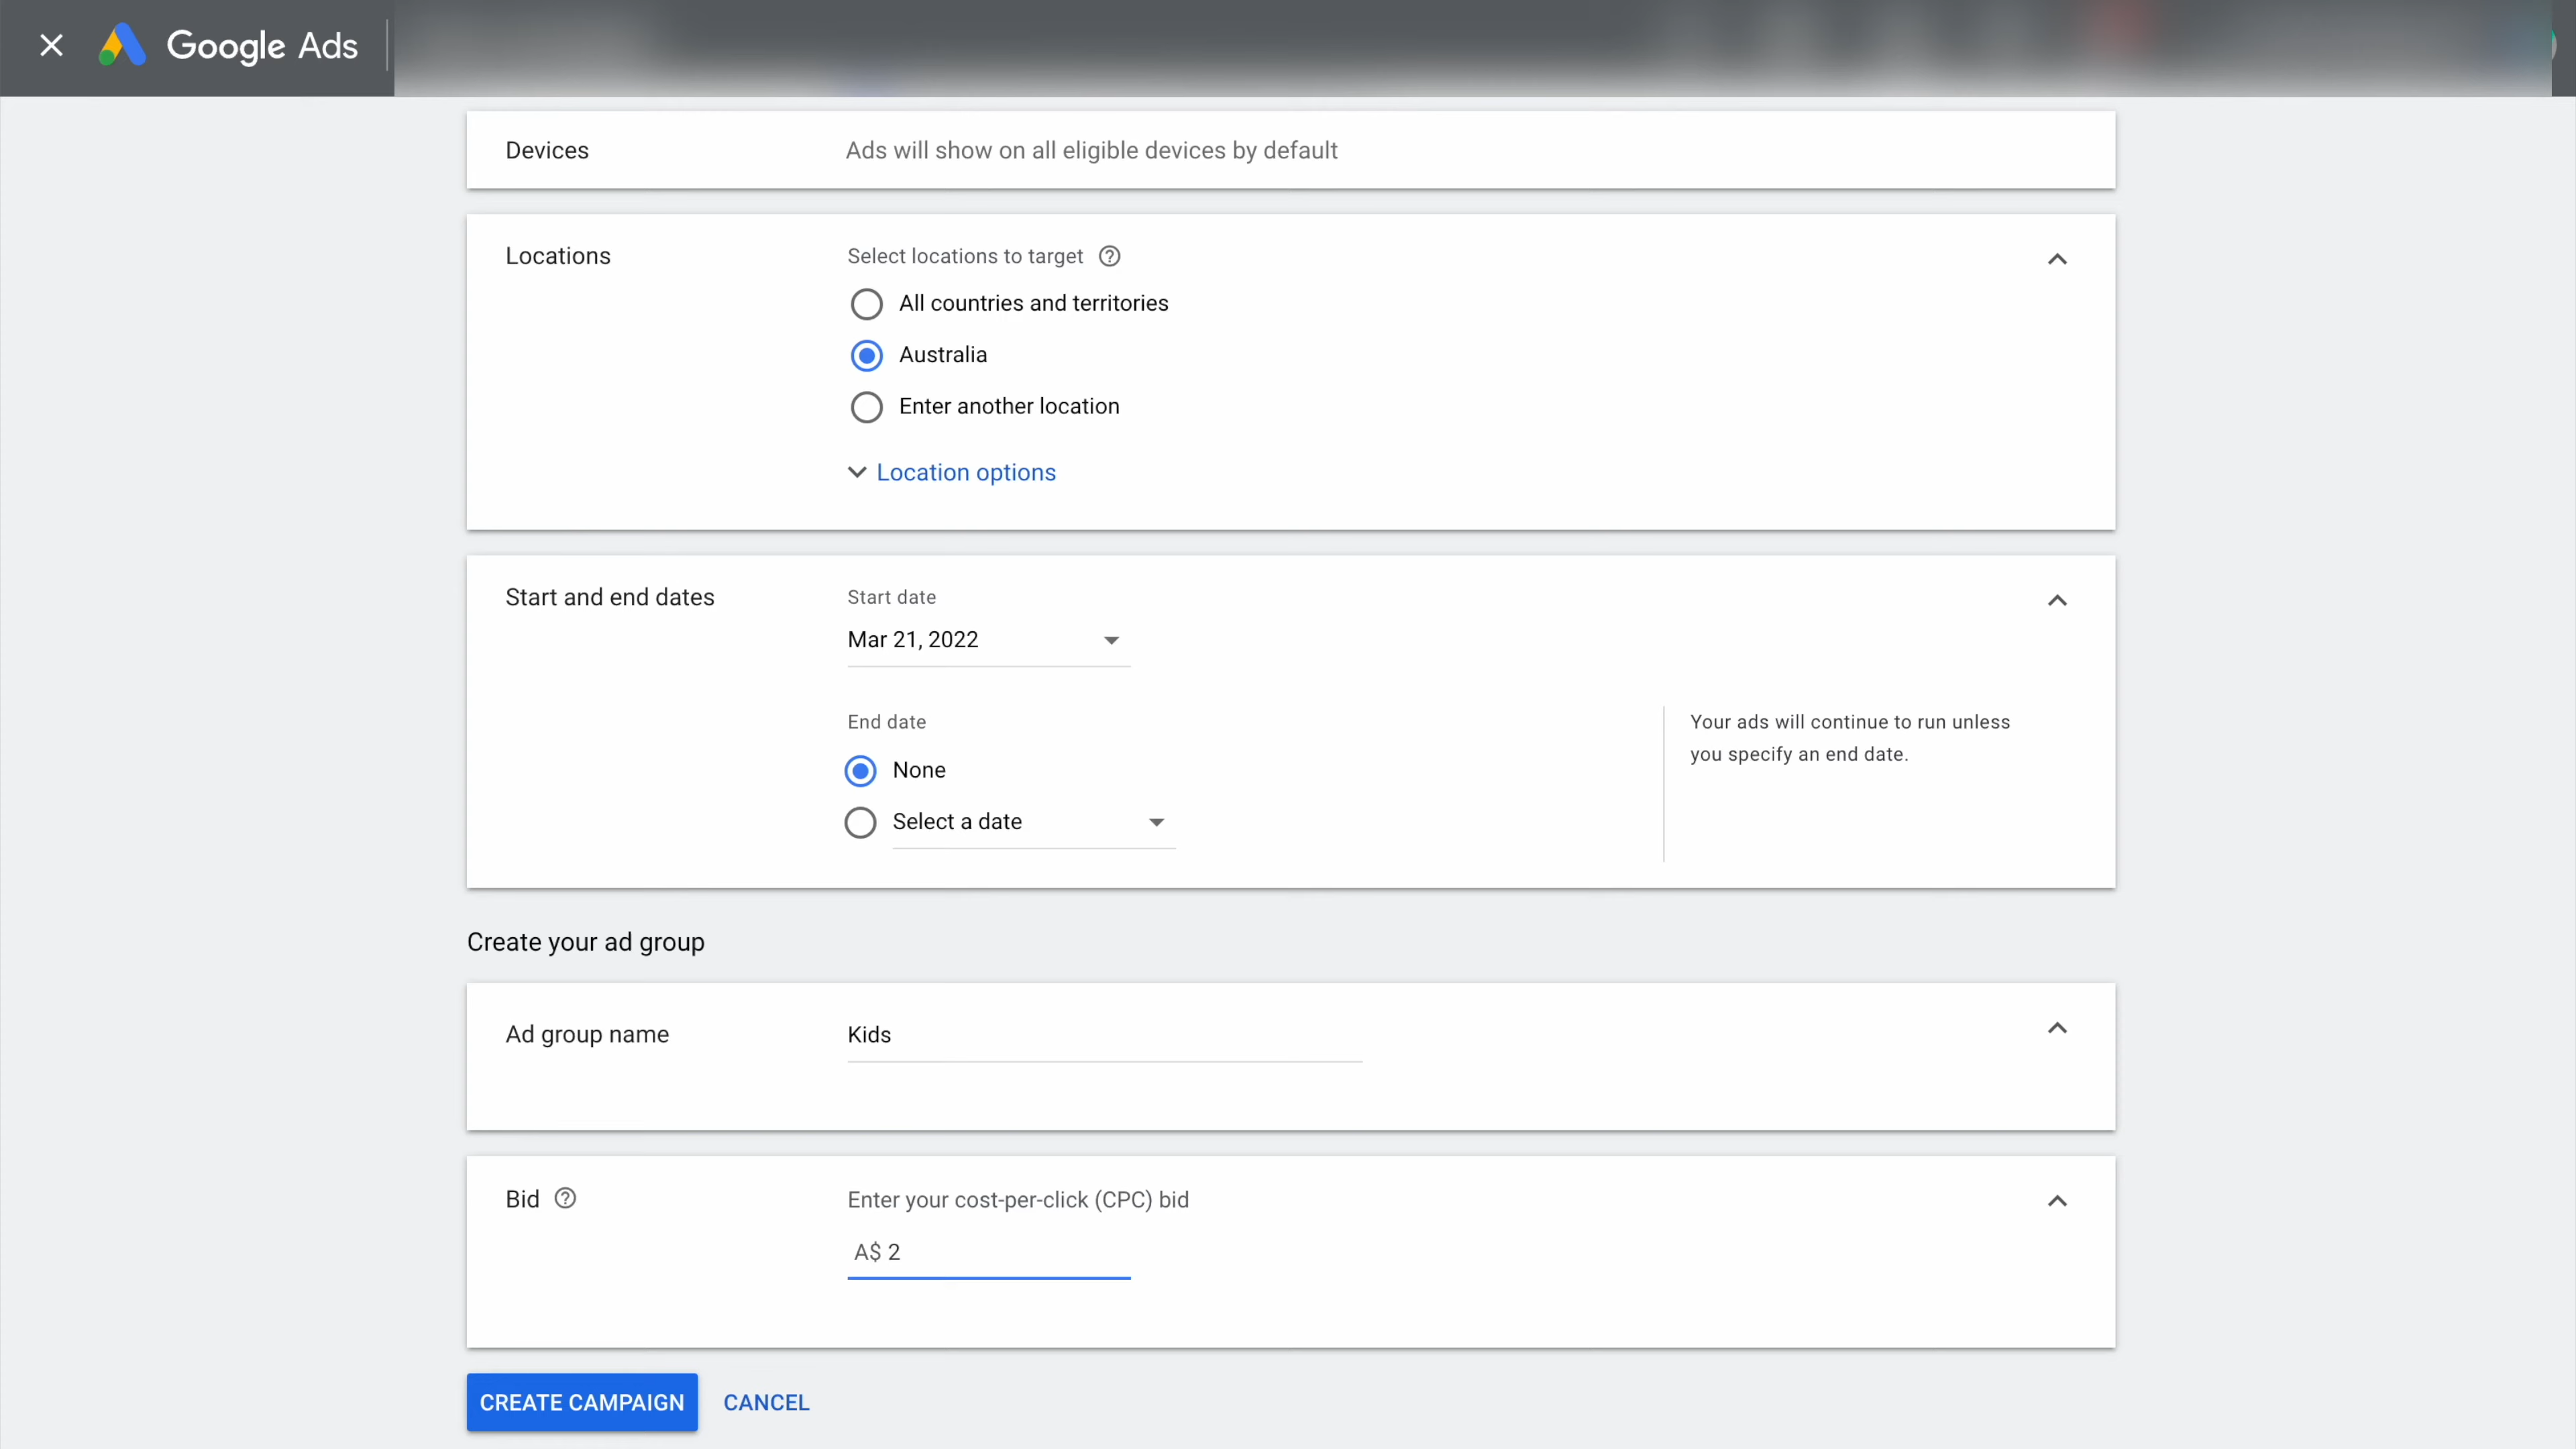 Google Ads
Devices
Ads will show on all eligible devices by default
Locations
Select locations to target
All countries and territories
Australia
Enter another location
Location options
Start and end dates
Start date
Mar 21, 2022
End date
None
Select a date
Your ads will continue to run unless
you specify an end date.
Create your ad group
Ad group name
Kids
Bid
Enter your cost-per-click (CPC) bid
A$ 2
CREATE CAMPAIGN
CANCEL